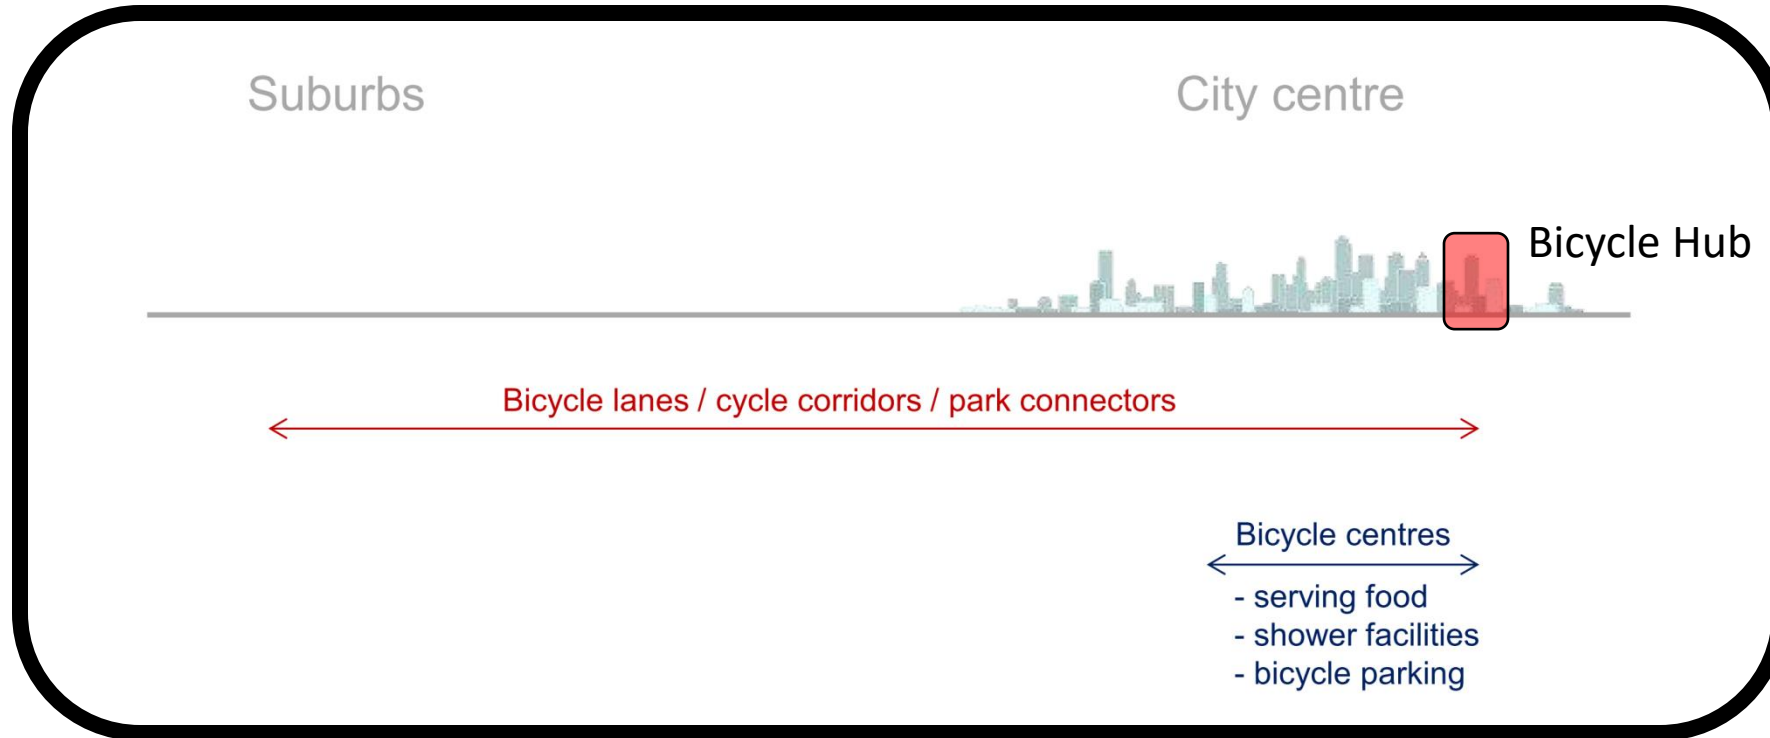 Suburbs
City centre
Bicycle Hub
Bicycle lanes / cycle corridors / park connectors
Bicycle centres
- serving food
- shower facilities
- bicycle parking